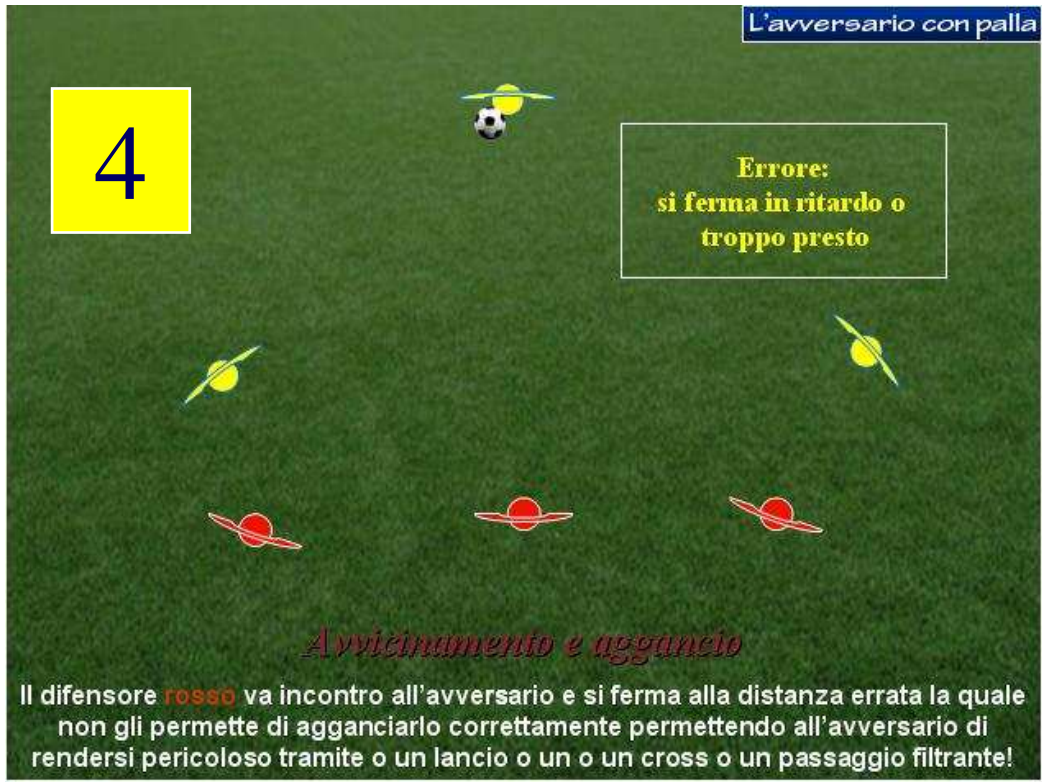 L'avversario con palla
4
Errore:
si ferma in ritardo o
troppo presto
Avvicinamento e aggancio
Il difensore rosso va incontro all'avversario e si ferma alla distanza errata la quale
non gli permette di agganciarlo correttamente permettendo all'avversario di
rendersi pericoloso tramite o un lancio o un o un cross o un passaggio filtrante!